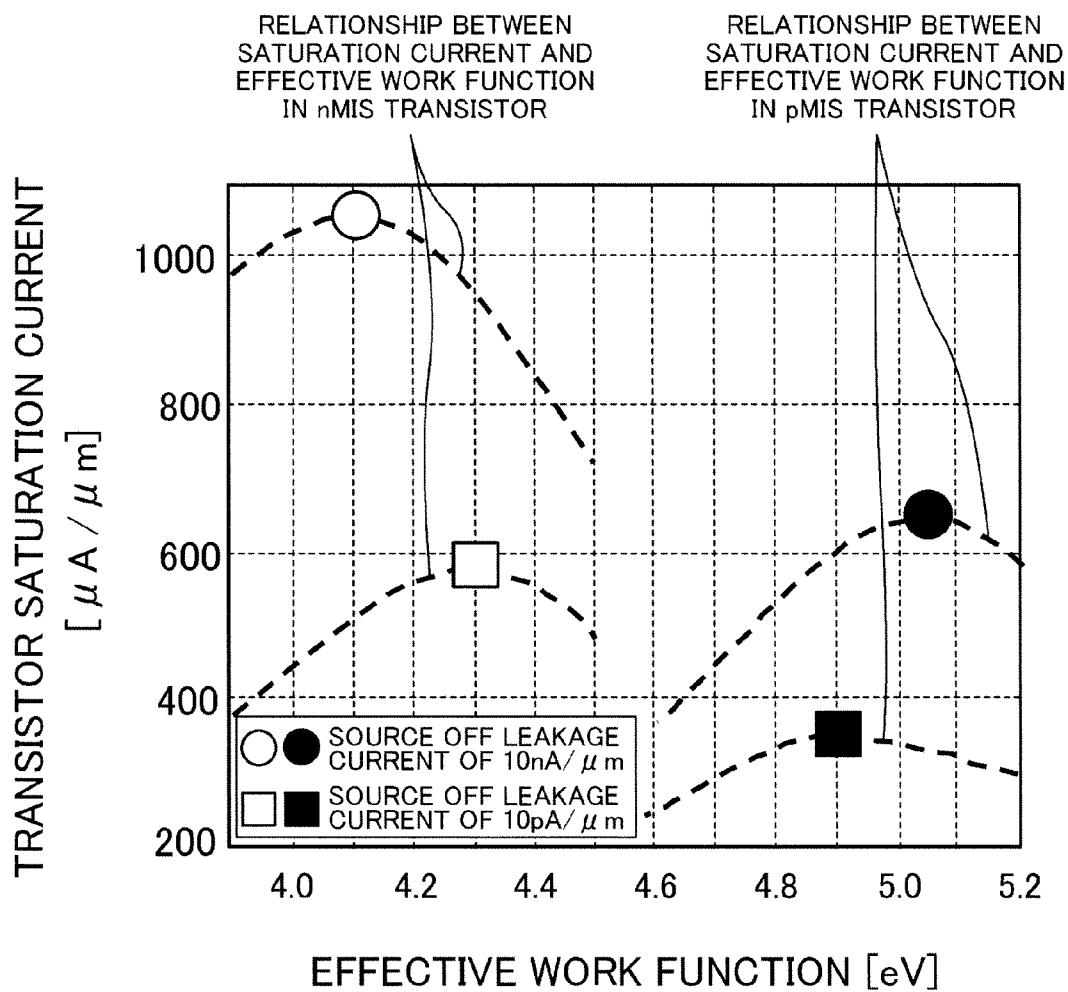 RELATIONSHIP BETWEEN
SATURATION CURRENT AND
EFFECTIVE WORK FUNCTION
IN nMIS TRANSISTOR
RELATIONSHIP BETWEEN
SATURATION CURRENT AND
EFFECTIVE WORK FUNCTION
IN pMIS TRANSISTOR
TRANSISTOR SATURATION CURRENT
[ μA / μm ]
1000
800
600
400
200
SOURCE OFF LEAKAGE
CURRENT OF 10nA/ μm
SOURCE OFF LEAKAGE
CURRENT OF 10pA/ μm
4.0 4.2 4.4 4.6 4.8 5.0 5.2
EFFECTIVE WORK FUNCTION [eV]